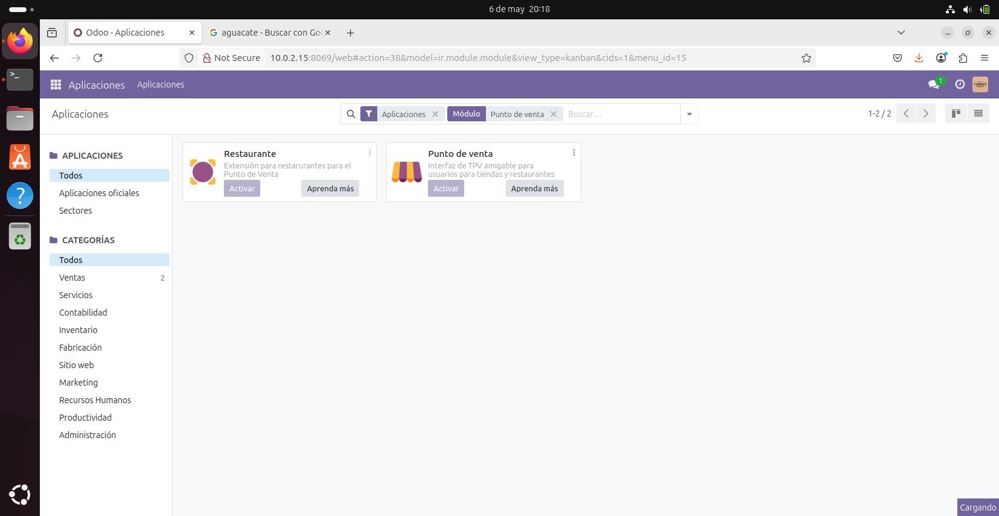 6 de may 20:18
Odoo - Aplicaciones
aguacate - Buscar con Goo
Not Secure
10.0.2.15:8069/web#action=38&model=ir.module.module&view_type=kanban&cids=1&menu_id=15
Aplicaciones
Aplicaciones
1
CARBALLO
Aplicaciones
Aplicaciones
Módulo
Punto de venta
Buscar...
1-2 / 2
APLICACIONES
Todos
Aplicaciones oficiales
Sectores
CATEGORÍAS
Todos
Ventas 2
Servicios
Contabilidad
Inventario
Fabricación
Sitio web
Marketing
Recursos Humanos
Productividad
Administración
Restaurante
Extensión para restarurantes para el
Punto de Venta
Activar
Aprenda más
Punto de venta
Interfaz de TPV amigable para
usuarios para tiendas y restaurantes
Activar
Aprenda más
Cargando